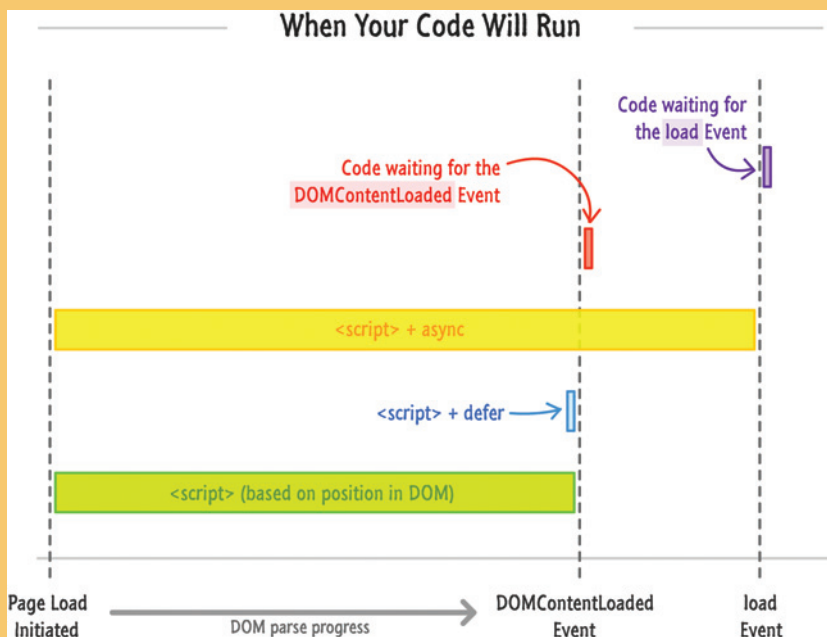 When Your Code Will Run
Code waiting for
the load Event
Code waiting for the
DOMContentLoaded Event
<script> + async
<script> + defer
<script> (based on position in DOM)
Page Load
Initiated
DOM parse progress
DOMContentLoaded
Event
load
Event